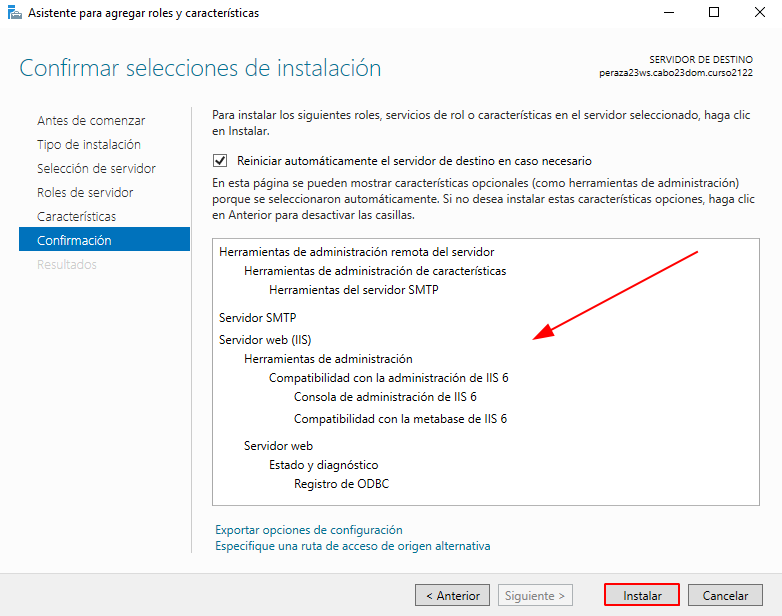 Asistente para agregar roles y características
Confirmar selecciones de instalación
SERVIDOR DE DESTINO
peraza23ws.cabo23dom.curso2122
Antes de comenzar
Tipo de instalación
Selección de servidor
Roles de servidor
Características
Confirmación
Resultados
Para instalar los siguientes roles, servicios de rol o características en el servidor seleccionado, haga clic
en Instalar.
Reiniciar automáticamente el servidor de destino en caso necesario
En esta página se pueden mostrar características opcionales (como herramientas de administración)
porque se seleccionaron automáticamente. Si no desea instalar estas características opciones, haga clic
en Anterior para desactivar las casillas.
Herramientas de administración remota del servidor
Herramientas de administración de características
Herramientas del servidor SMTP
Servidor SMTP
Servidor web (IIS)
Herramientas de administración
Compatibilidad con la administración de IIS 6
Consola de administración de IIS 6
Compatibilidad con la metabase de IIS 6
Servidor web
Estado y diagnóstico
Registro de ODBC
Exportar opciones de configuración
Especifique una ruta de acceso de origen alternativa
< Anterior
Siguiente >
Instalar
Cancelar